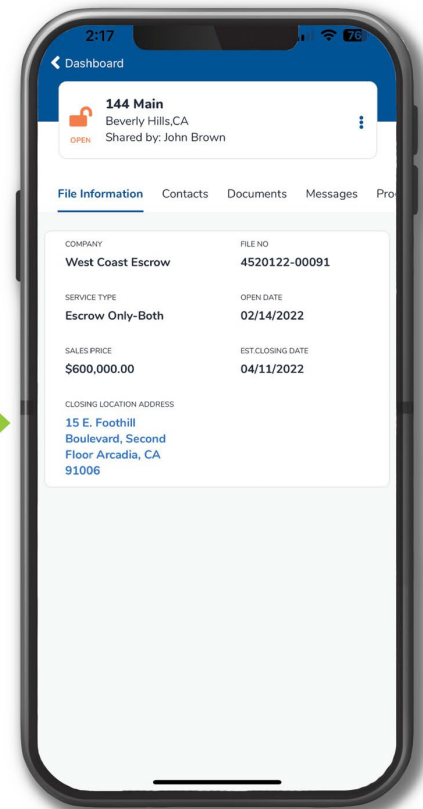 2:17
76
Dashboard
144 Main
Beverly Hills,CA
Shared by: John Brown
OPEN
File Information Contacts Documents Messages Pro
COMPANY FILE NO
West Coast Escrow 4520122-00091
SERVICE TYPE OPEN DATE
Escrow Only-Both 02/14/2022
SALES PRICE EST.CLOSING DATE
$600,000.00 04/11/2022
CLOSING LOCATION ADDRESS
15 E. Foothill
Boulevard, Second
Floor Arcadia, CA
91006